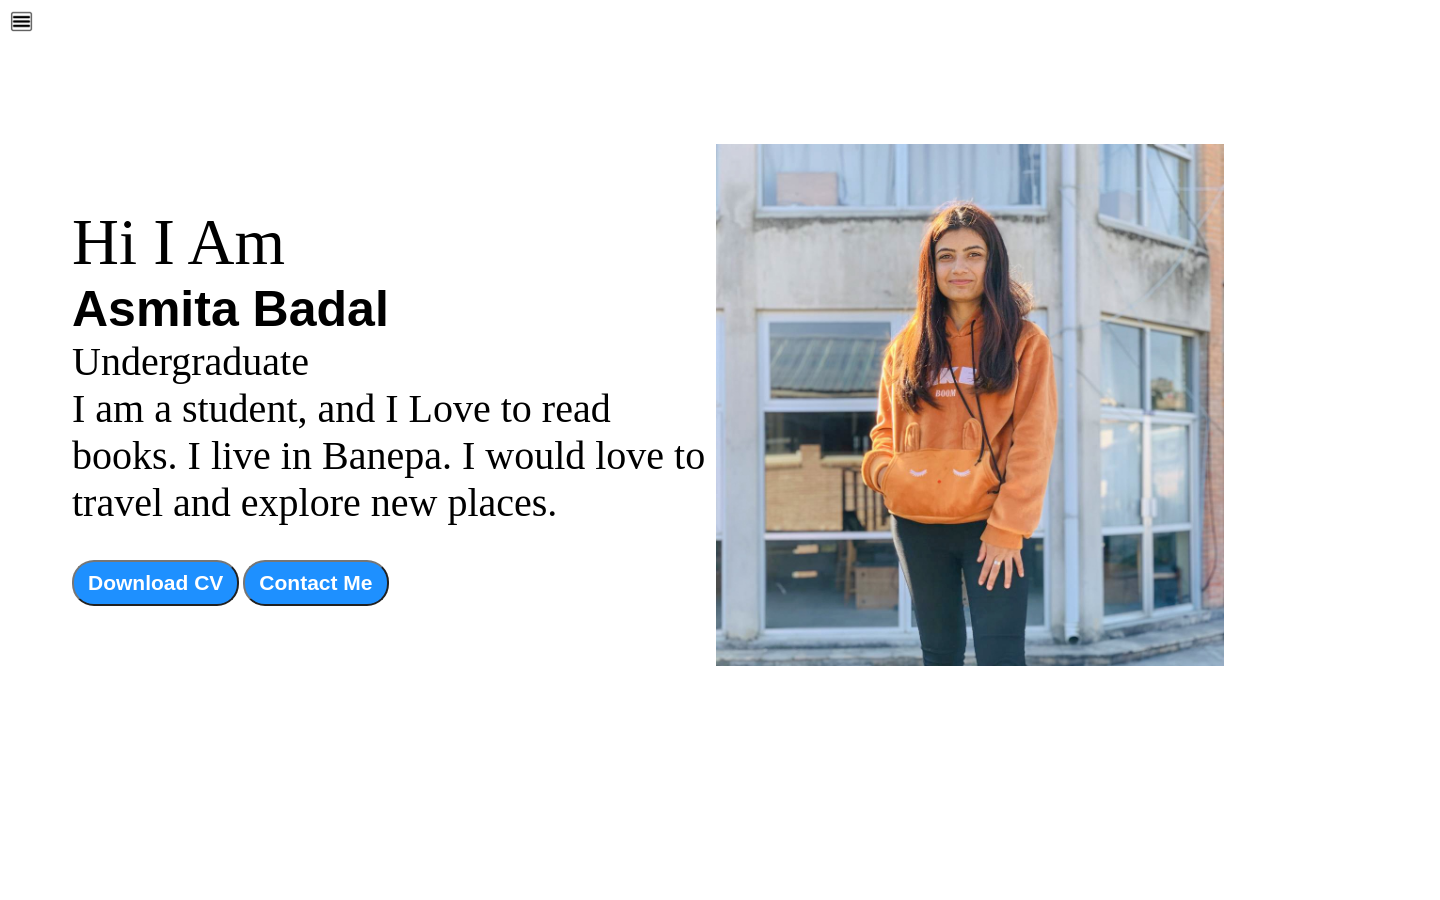 Hi I Am
Asmita Badal
Undergraduate
I am a student, and I Love to read
books. I live in Banepa. I would love to
travel and explore new places.
Download CV Contact Me
BOOM